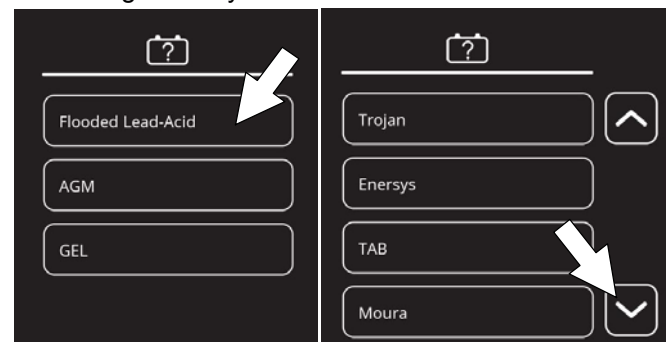 ?
Flooded Lead-Acid
AGM
GEL
?
Trojan
Enersys
TAB
Moura